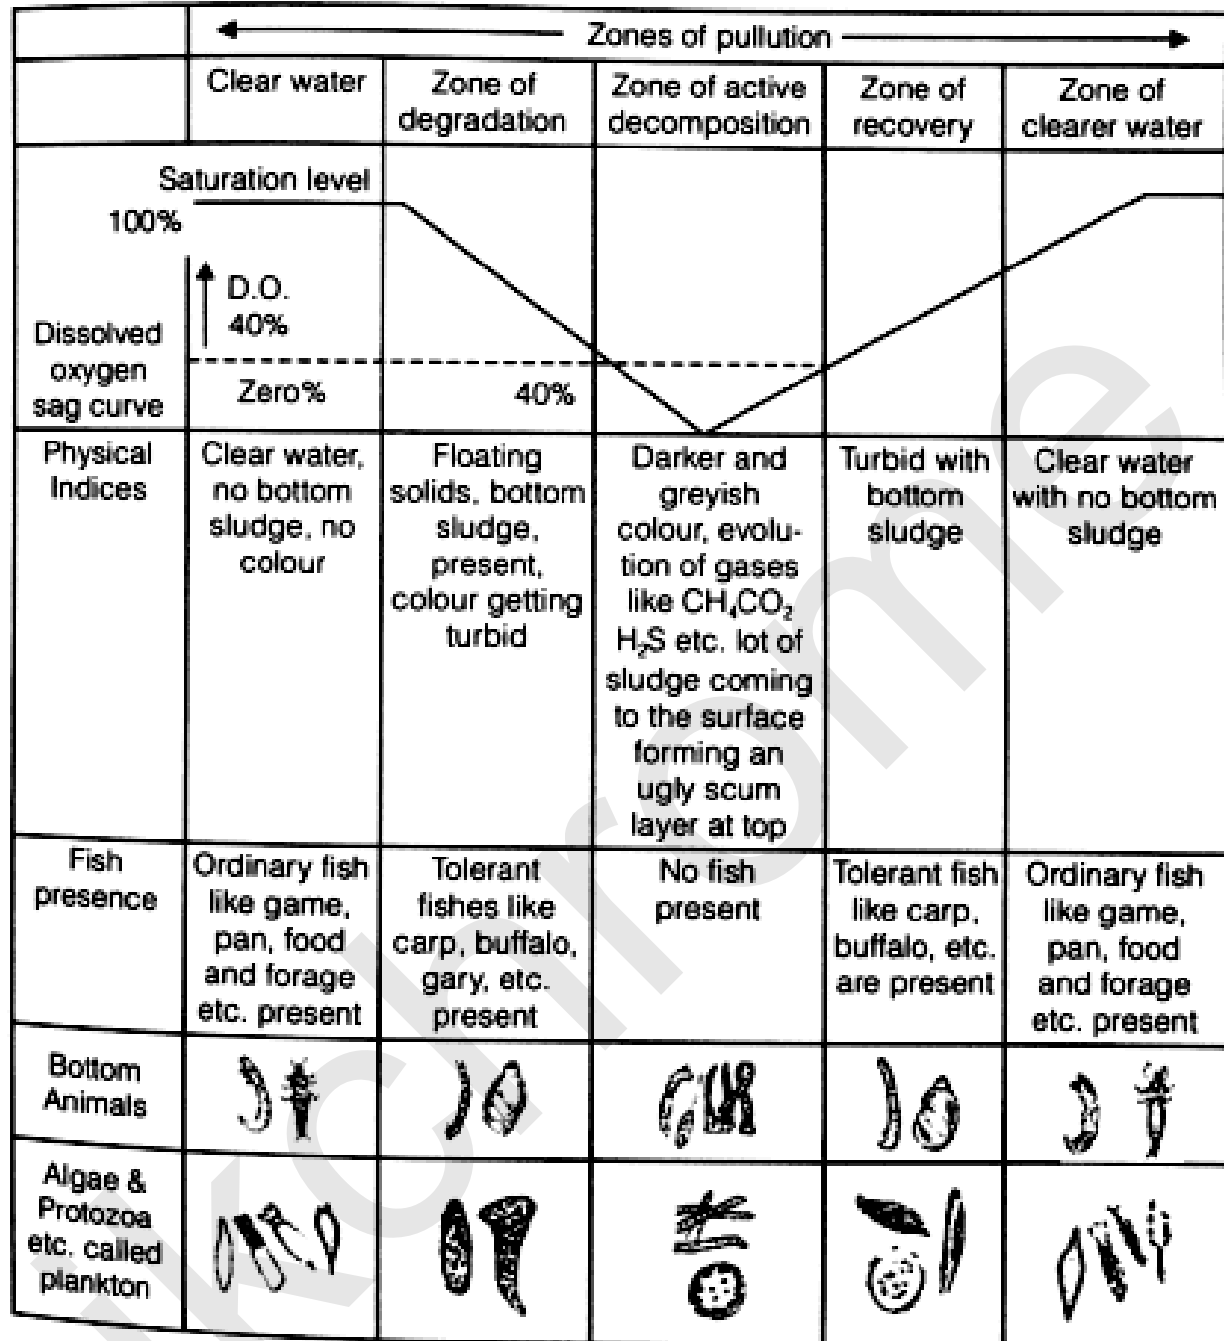 Zones of pullution
Clear water
Zone of
degradation
Zone of active
decomposition
Zone of
recovery
Zone of
clearer water
Saturation level
100%
D.O.
40%
Dissolved
oxygen
sag curve
Zero%
40%
Physical
Indices
Clear water,
no bottom
sludge, no
colour
Floating
solids, bottom
sludge,
present,
colour getting
turbid
Darker and
greyish
colour, evolu-
tion of gases
like CH₄CO₂
H₂S etc. lot of
sludge coming
to the surface
forming an
ugly scum
layer at top
Turbid with
bottom
sludge
Clear water
with no bottom
sludge
Fish
presence
Ordinary fish
like game,
pan, food
and forage
etc. present
Tolerant
fishes like
carp, buffalo,
gary, etc.
present
No fish
present
Tolerant fish
like carp,
buffalo, etc.
are present
Ordinary fish
like game,
pan, food
and forage
etc. present
Bottom
Animals
Algae &
Protozoa
etc. called
plankton
ikchrome